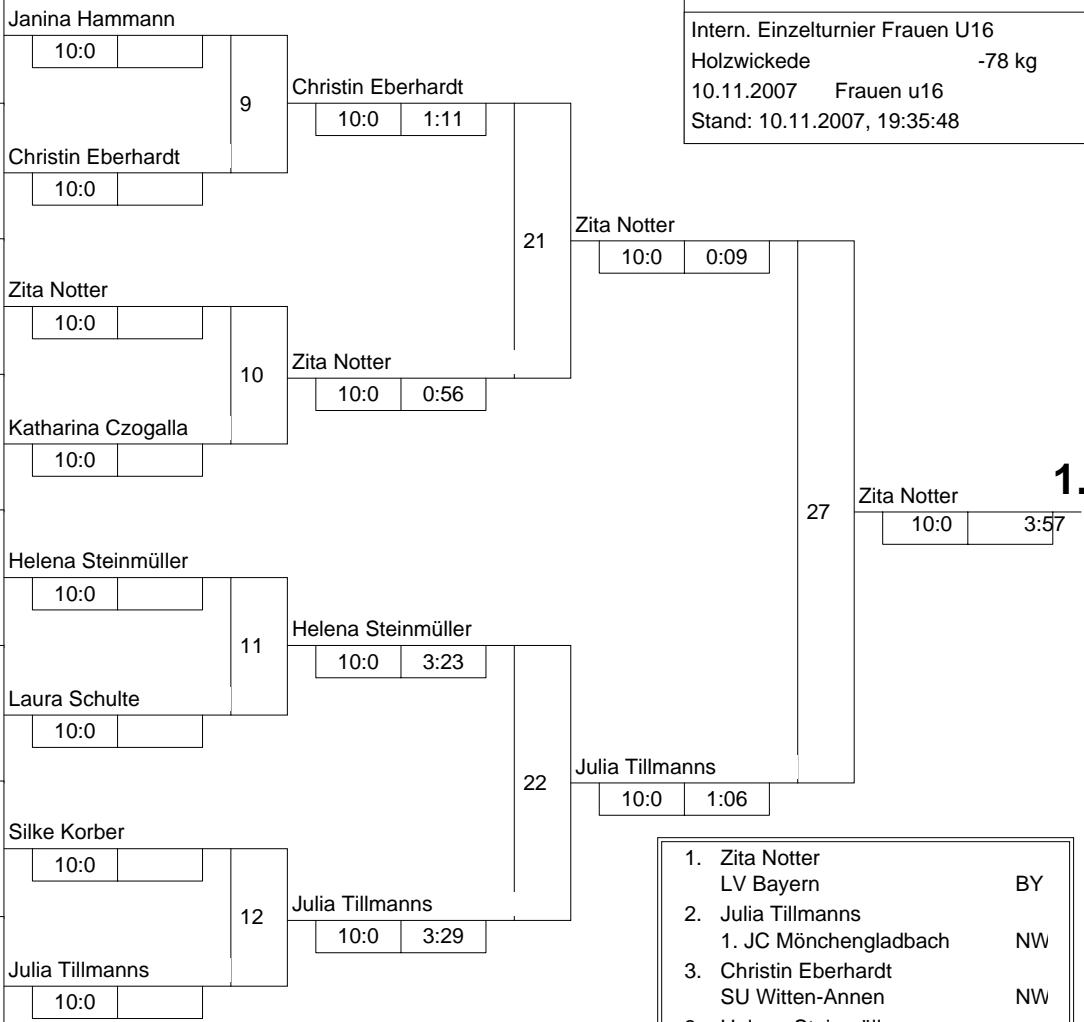 Janina Hammann
10:0
9
Christin Eberhardt
10:0
Christin Eberhardt
10:0 1:11
Zita Notter
10:0
10
Katharina Czogalla
10:0
Zita Notter
10:0 0:56
21
Zita Notter
10:0 0:09
Helena Steinmüller
10:0
11
Laura Schulte
10:0
Helena Steinmüller
10:0 3:23
Silke Korber
10:0
12
Julia Tillmanns
10:0
Julia Tillmanns
10:0 3:29
22
Julia Tillmanns
10:0 1:06
27
Zita Notter 1.
10:0 3:57
Intern. Einzelturnier Frauen U16
Holzwickede -78 kg
10.11.2007 Frauen u16
Stand: 10.11.2007, 19:35:48
1. Zita Notter
LV Bayern BY
2. Julia Tillmanns
1. JC Mönchengladbach NW
3. Christin Eberhardt
SU Witten-Annen NW